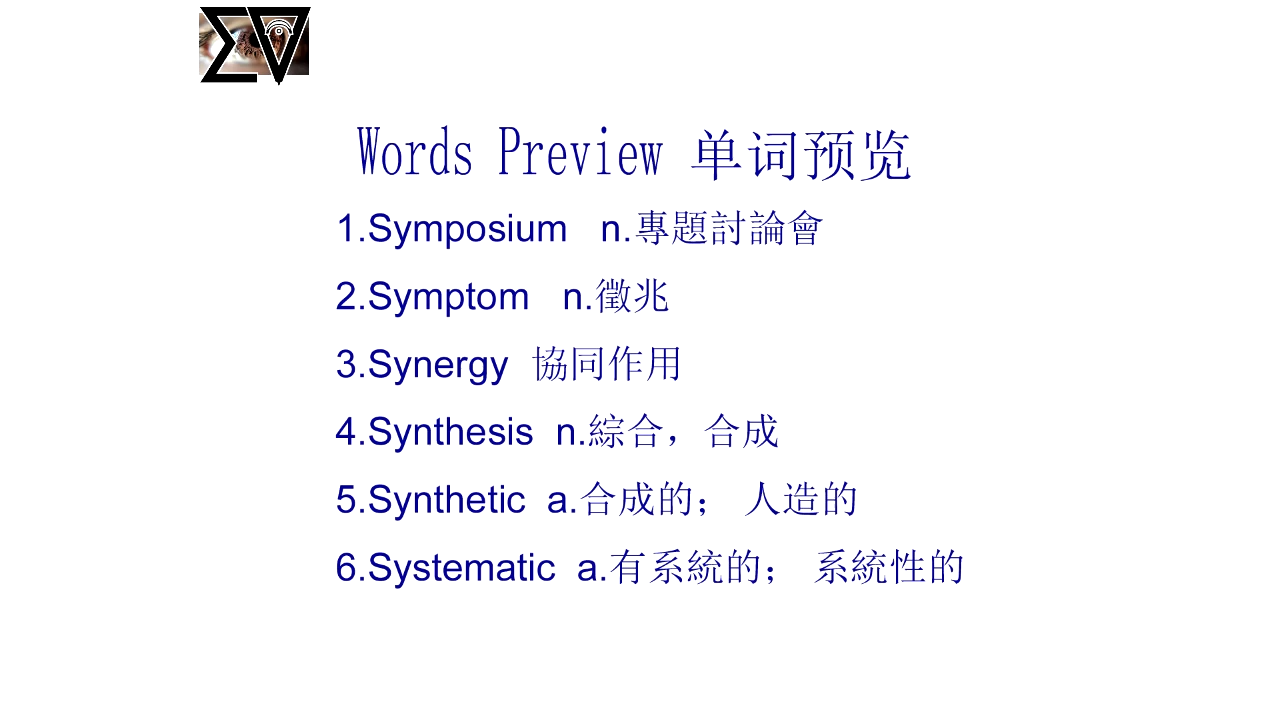 Words Preview 单词预览
1.Symposium n.專題討論會
2.Symptom n.徵兆
3.Synergy 協同作用
4.Synthesis n.綜合，合成
5.Synthetic a.合成的； 人造的
6.Systematic a.有系統的； 系統性的